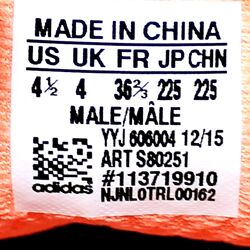 MADE IN CHINA
US UK FR JP CHN
4½ 4 36⅔ 225 225
MALE/MÂLE
YYJ 606004 12/15
ART S80251
#113719910
adidas NJNL0TRL00162